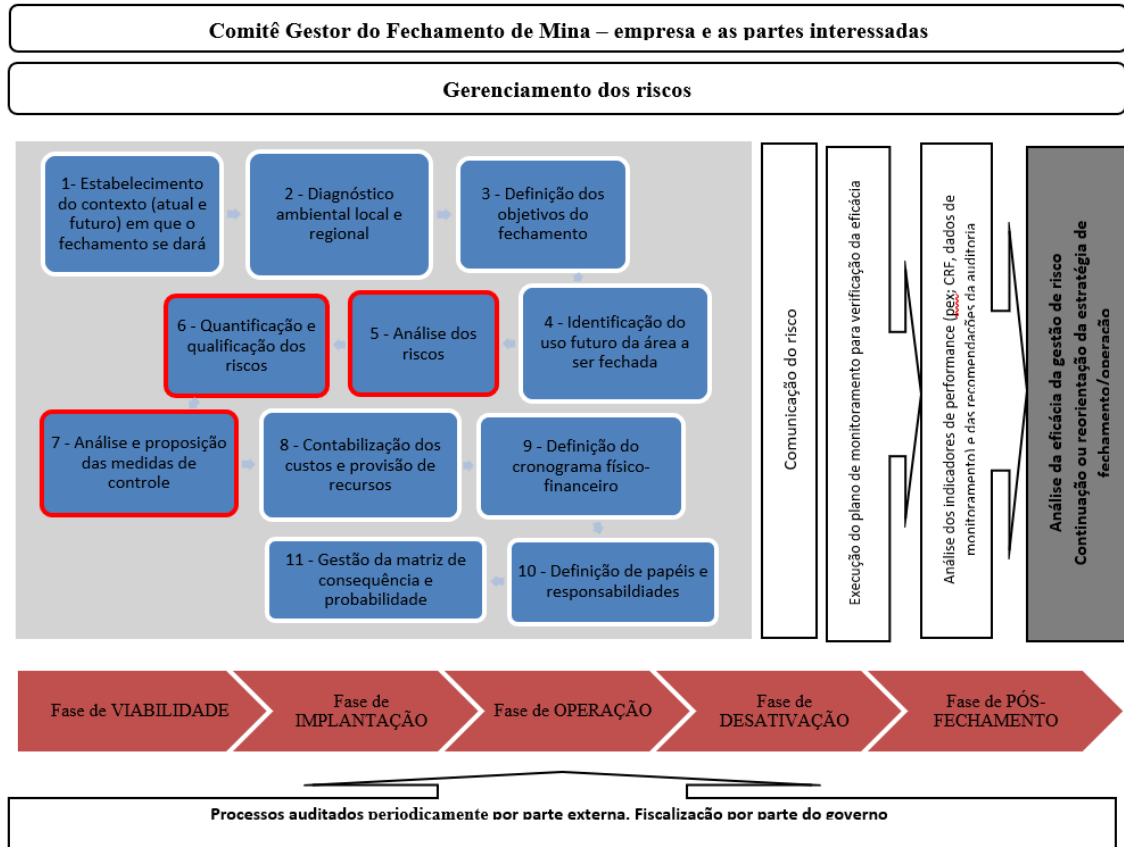 Comitê Gestor do Fechamento de Mina – empresa e as partes interessadas
Gerenciamento dos riscos
1- Estabelecimento
do contexto (atual e
futuro) em que o
fechamento se dará
2 - Diagnóstico
ambiental local e
regional
3 - Definição dos
objetivos do
fechamento
6 - Quantificação e
qualificação dos
riscos
5 - Análise dos
riscos
4 - Identificação do
uso futuro da área a
ser fechada
7 - Análise e proposição
das medidas de
controle
8 - Contabilização dos
custos e provisão de
recursos
9 - Definição do
cronograma físico-
financeiro
11 - Gestão da matriz de
consequência e
probabilidade
10 - Definição de papéis e
responsabildiades
Comunicação do risco
Execução do plano de monitoramento para verificação da eficácia
Análise dos indicadores de performance (pex; CRF, dados de
monitoramento) e das recomendações da auditoria
Análise da eficácia da gestão de risco
Continuação ou reorientação da estratégia de
fechamento/operação
Fase de VIABILIDADE
Fase de
IMPLANTAÇÃO
Fase de OPERAÇÃO
Fase de
DESATIVAÇÃO
Fase de PÓS-
FECHAMENTO
Processos auditados periodicamente por parte externa. Fiscalização por parte do governo